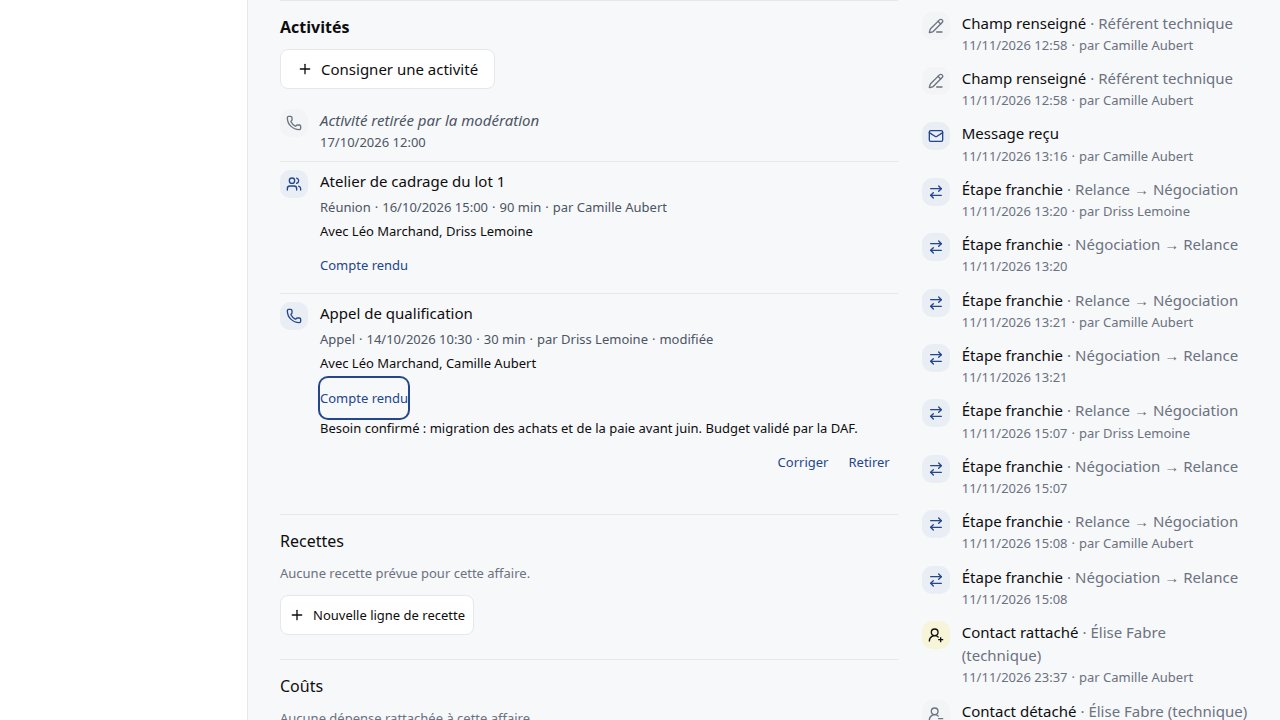 Activités
Consigner une activité
Activité retirée par la modération
17/10/2026 12:00
Atelier de cadrage du lot 1
Réunion · 16/10/2026 15:00 · 90 min · par Camille Aubert
Avec Léo Marchand, Driss Lemoine
Compte rendu
Appel de qualification
Appel · 14/10/2026 10:30 · 30 min · par Driss Lemoine · modifiée
Avec Léo Marchand, Camille Aubert
Compte rendu
Besoin confirmé : migration des achats et de la paie avant juin. Budget validé par la DAF.
Corriger Retirer
Recettes
Aucune recette prévue pour cette affaire.
Nouvelle ligne de recette
Coûts
Aucune dépense rattachée à cette affaire.
Champ renseigné · Référent technique
11/11/2026 12:58 · par Camille Aubert
Champ renseigné · Référent technique
11/11/2026 12:58 · par Camille Aubert
Message reçu
11/11/2026 13:16 · par Camille Aubert
Étape franchie · Relance → Négociation
11/11/2026 13:20 · par Driss Lemoine
Étape franchie · Négociation → Relance
11/11/2026 13:20
Étape franchie · Relance → Négociation
11/11/2026 13:21 · par Camille Aubert
Étape franchie · Négociation → Relance
11/11/2026 13:21
Étape franchie · Relance → Négociation
11/11/2026 15:07 · par Driss Lemoine
Étape franchie · Négociation → Relance
11/11/2026 15:07
Étape franchie · Relance → Négociation
11/11/2026 15:08 · par Camille Aubert
Étape franchie · Négociation → Relance
11/11/2026 15:08
Contact rattaché · Élise Fabre
(technique)
11/11/2026 23:37 · par Camille Aubert
Contact détaché · Élise Fabre (technique)